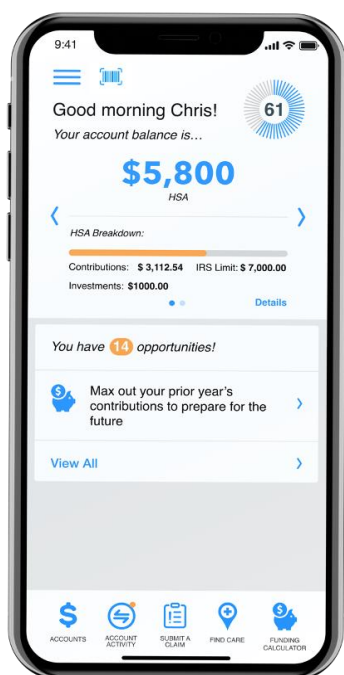 9:41
Good morning Chris!
61
Your account balance is...
$5,800
HSA
HSA Breakdown:
Contributions: $ 3,112.54 IRS Limit: $ 7,000.00
Investments: $1000.00
Details
You have 14 opportunities!
$
Max out your prior year's
contributions to prepare for the
future
View All
$
$
ACCOUNTS
ACCOUNT
ACTIVITY
SUBMIT A
CLAIM
FIND CARE
FUNDING
CALCULATOR